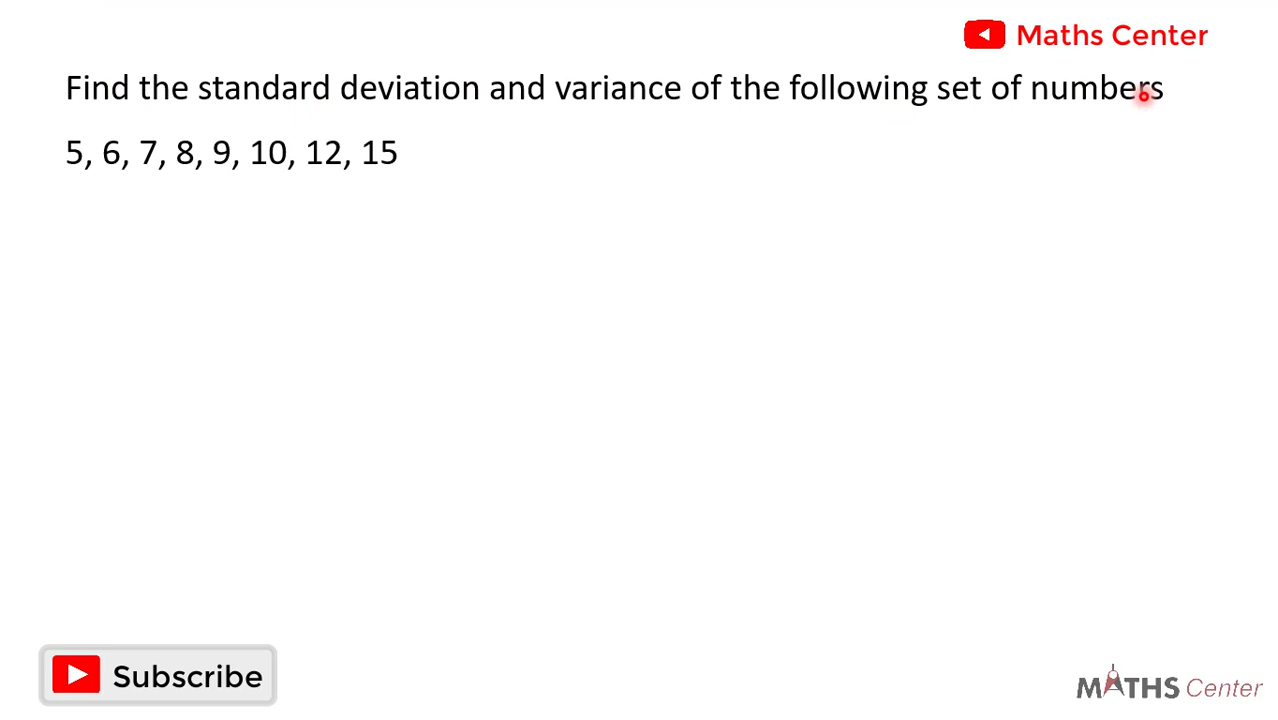 Maths Center
Find the standard deviation and variance of the following set of numbers
5, 6, 7, 8, 9, 10, 12, 15
Subscribe
MATHS Center